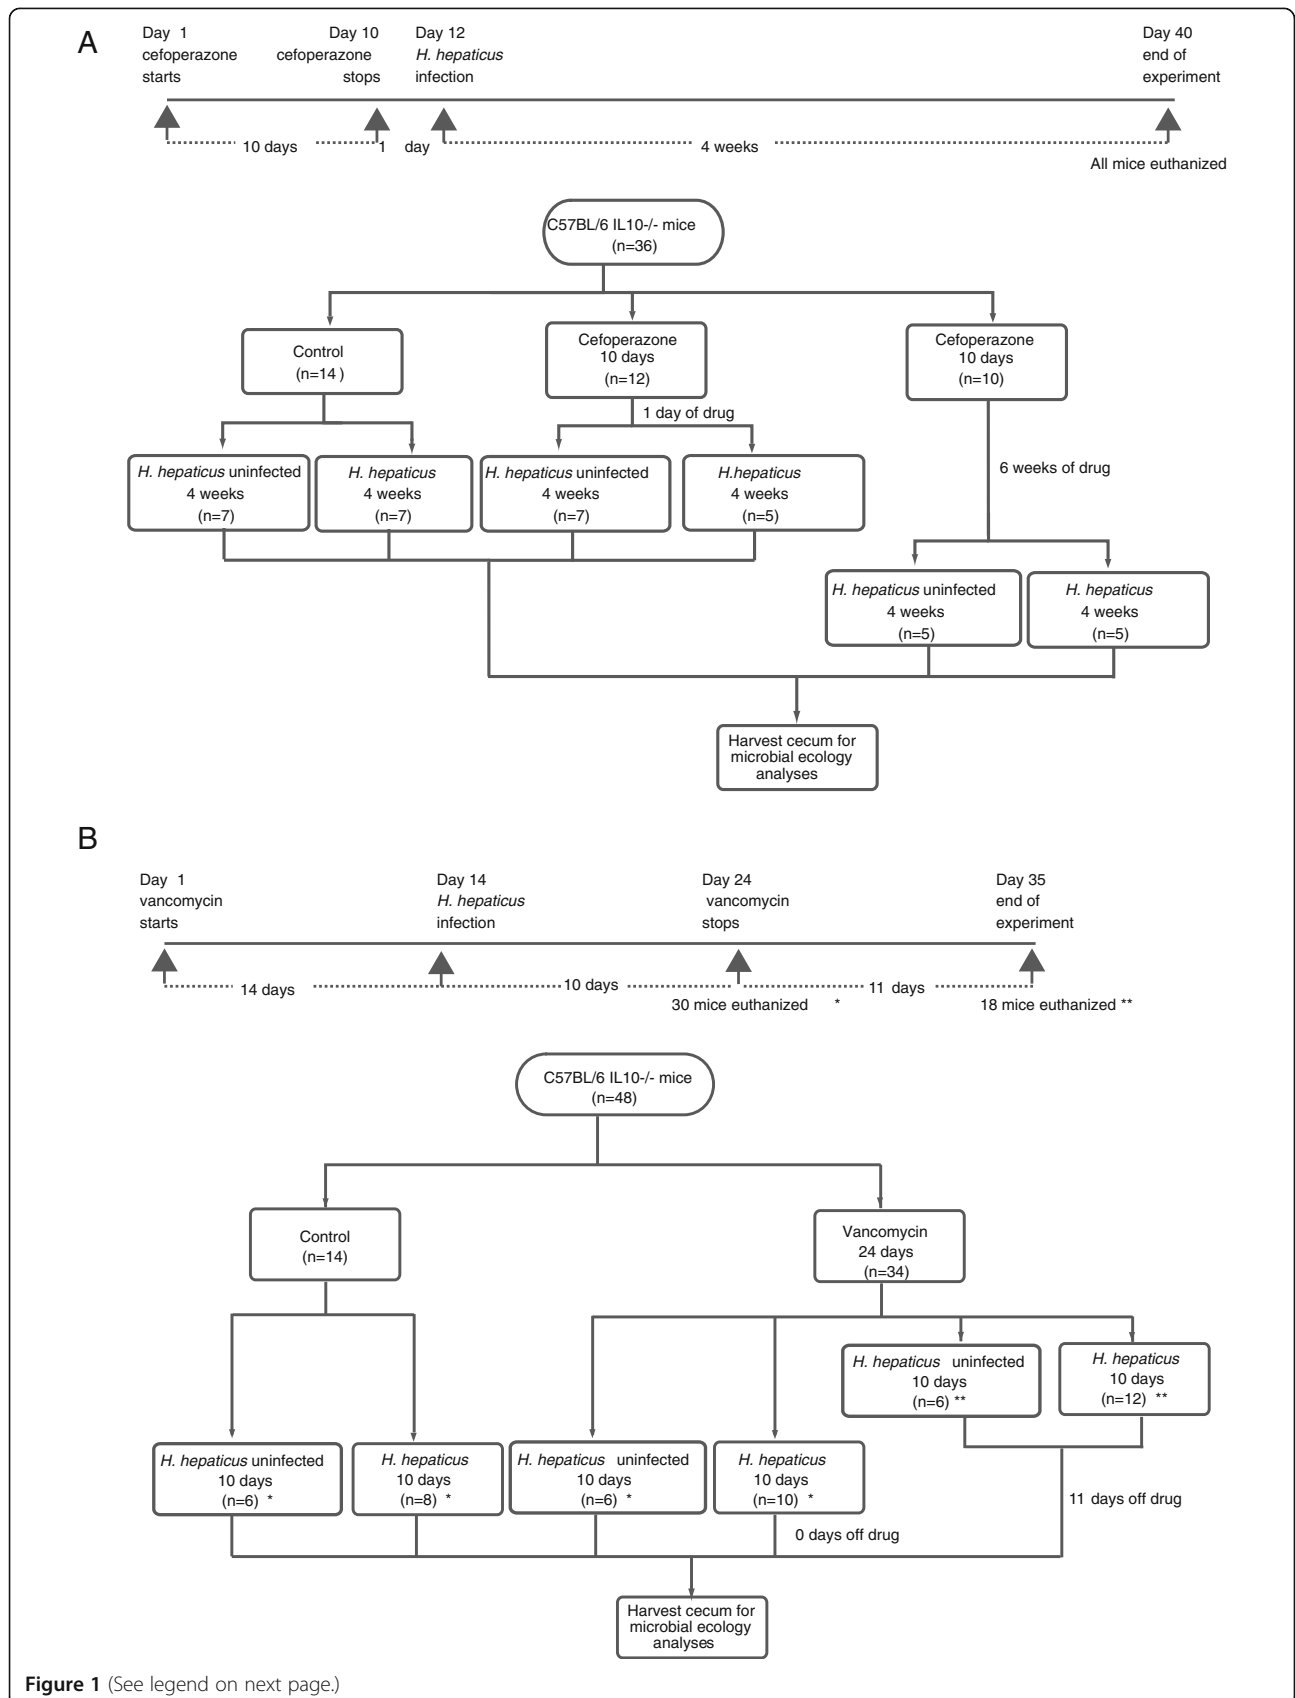 A
Day 1
cefoperazone
starts
Day 10
cefoperazone
stops
Day 12
H. hepaticus
infection
Day 40
end of
experiment
10 days
1 day
4 weeks
All mice euthanized
C57BL/6 IL10-/- mice
(n=36)
Control
(n=14 )
Cefoperazone
10 days
(n=12)
Cefoperazone
10 days
(n=10)
1 day of drug
6 weeks of drug
H. hepaticus uninfected
4 weeks
(n=7)
H. hepaticus
4 weeks
(n=7)
H. hepaticus uninfected
4 weeks
(n=7)
H.hepaticus
4 weeks
(n=5)
H. hepaticus uninfected
4 weeks
(n=5)
H. hepaticus
4 weeks
(n=5)
Harvest cecum for
microbial ecology
analyses
B
Day 1
vancomycin
starts
Day 14
H. hepaticus
infection
Day 24
vancomycin
stops
Day 35
end of
experiment
14 days
10 days
11 days
30 mice euthanized *
18 mice euthanized **
C57BL/6 IL10-/- mice
(n=48)
Control
(n=14)
Vancomycin
24 days
(n=34)
H. hepaticus uninfected
10 days
(n=6) **
H. hepaticus
10 days
(n=12) **
H. hepaticus uninfected
10 days
(n=6) *
H. hepaticus
10 days
(n=8) *
H. hepaticus uninfected
10 days
(n=6) *
H. hepaticus
10 days
(n=10) *
11 days off drug
0 days off drug
Harvest cecum for
microbial ecology
analyses
Figure 1 (See legend on next page.)